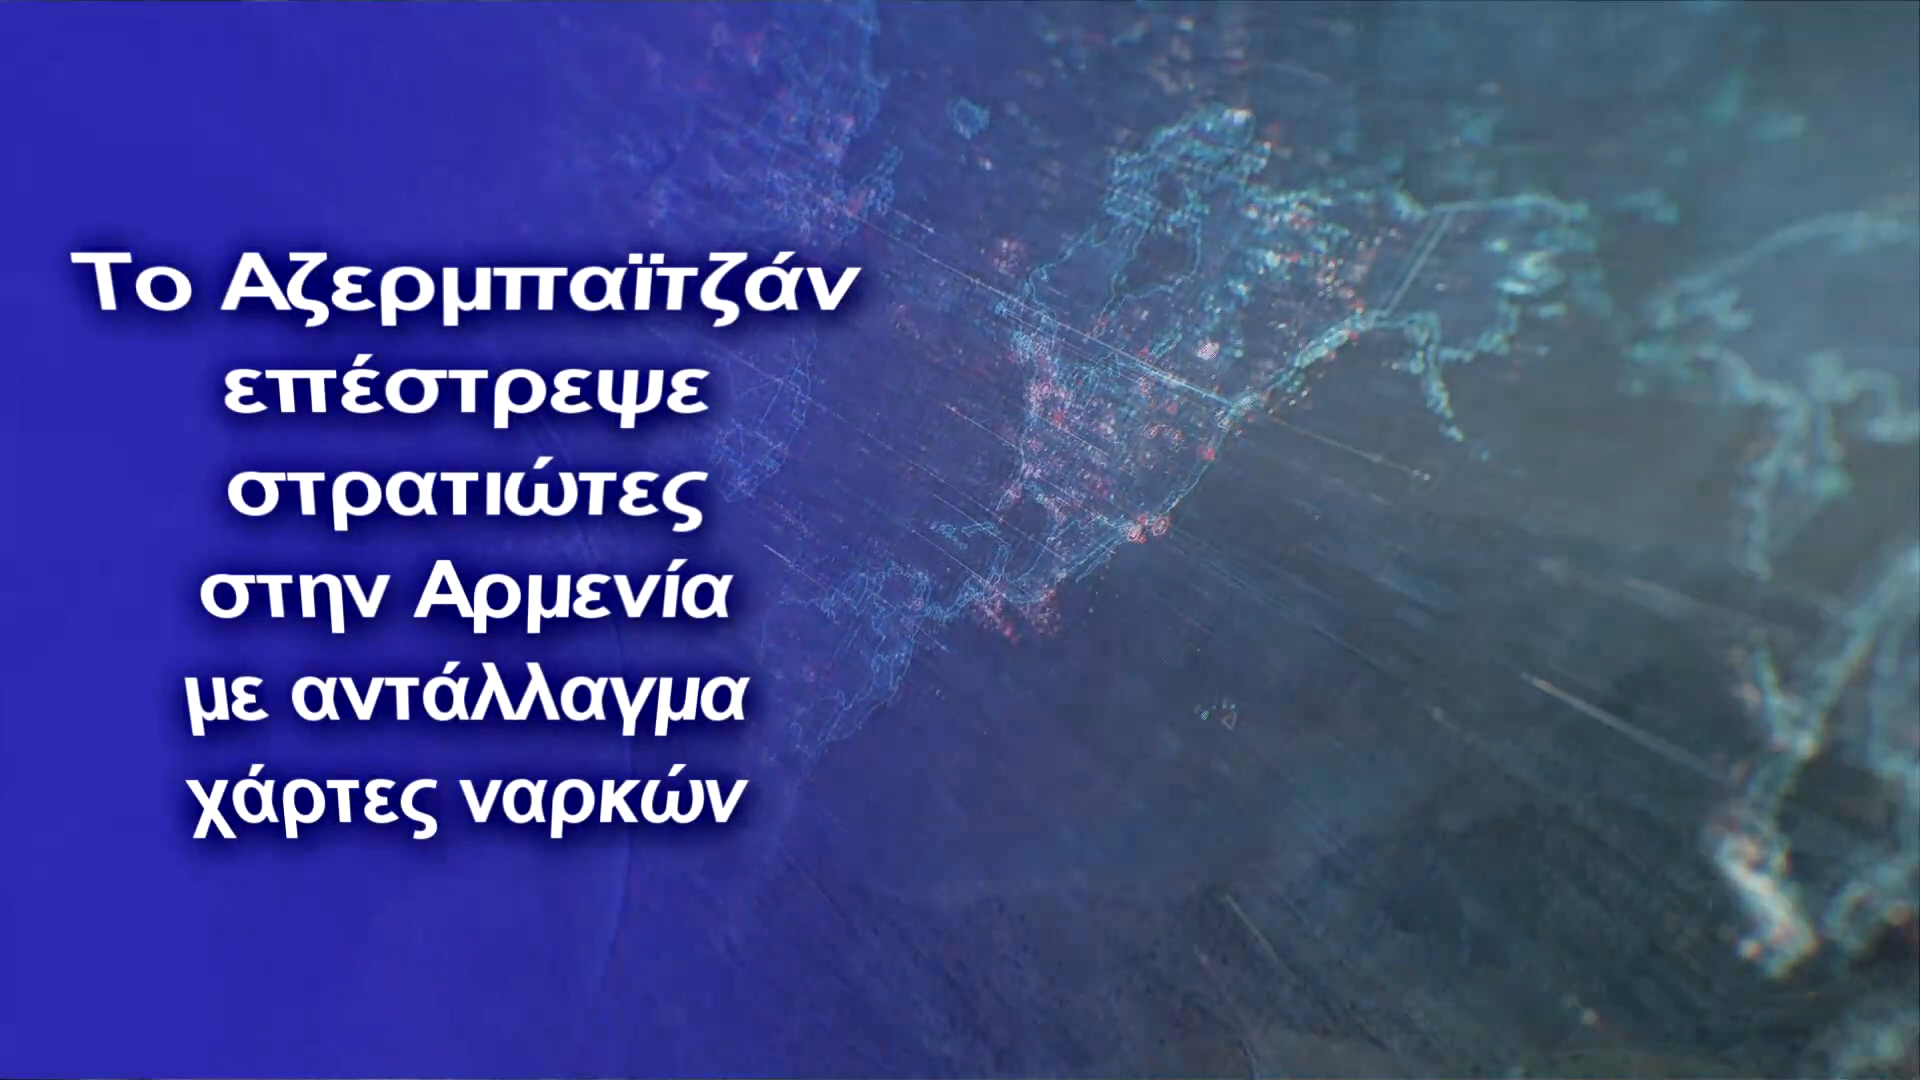 Το Αζερμπαϊτζάν
επέστρεψε
στρατιώτες
στην Αρμενία
με αντάλλαγμα
χάρτες ναρκών